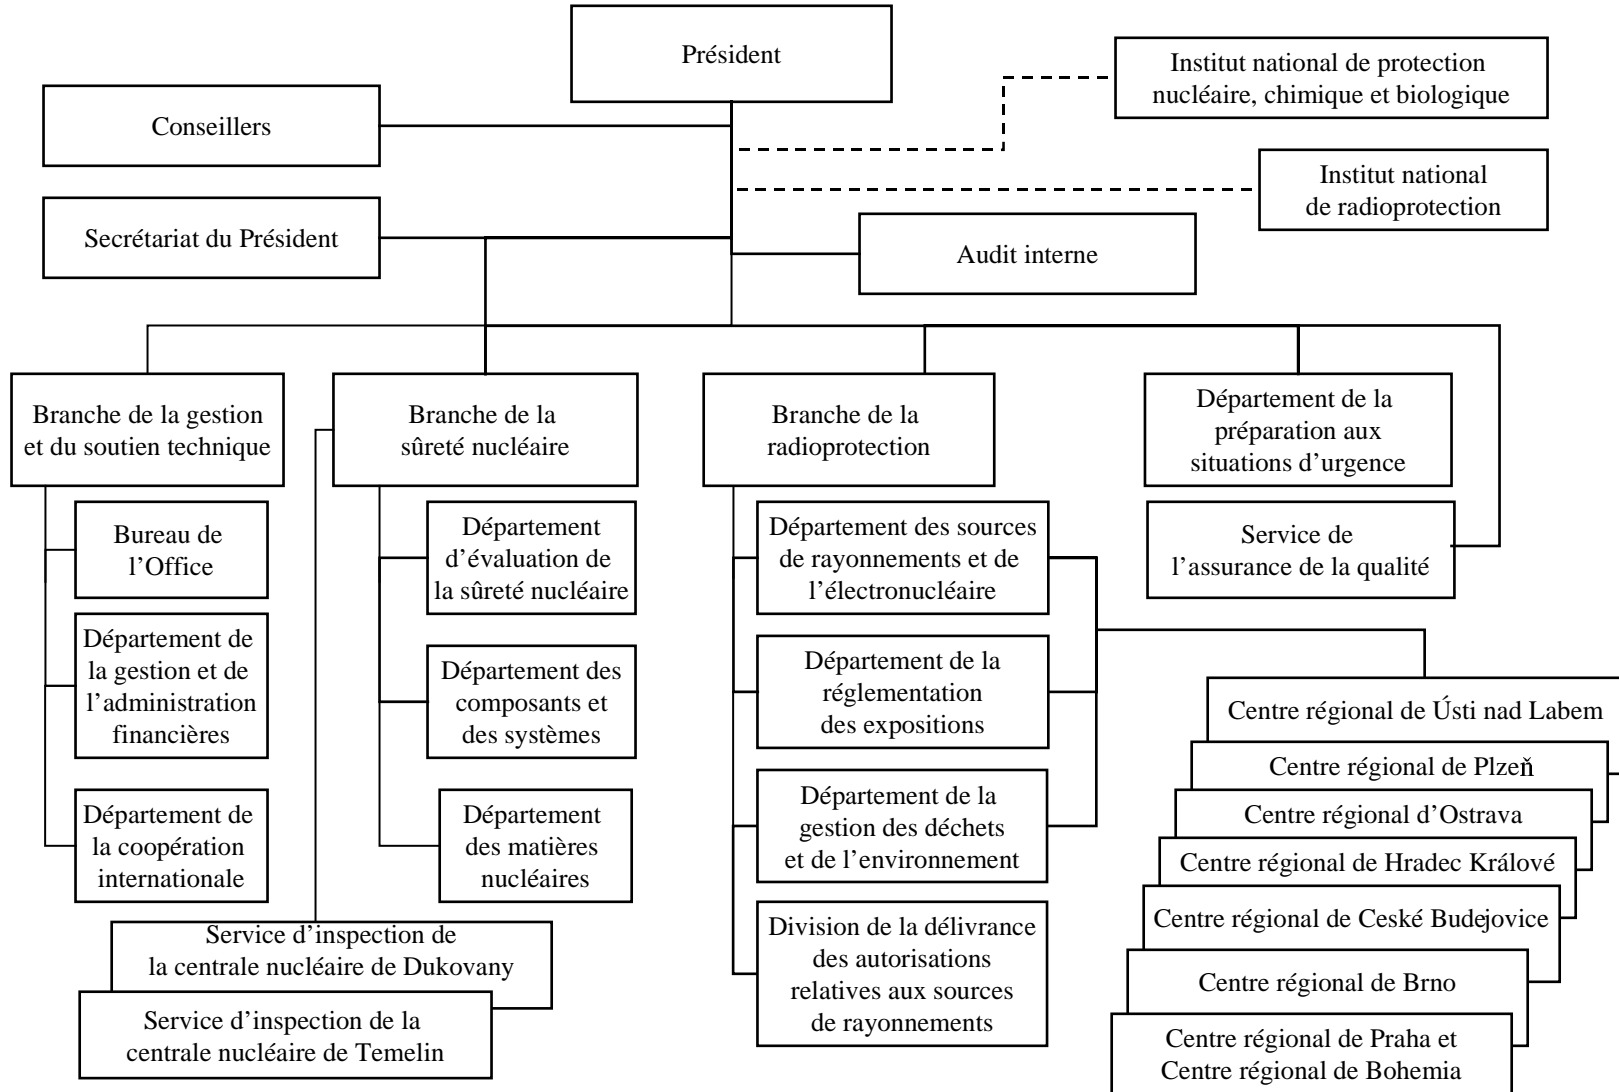 Président
Institut national de protection
nucléaire, chimique et biologique
Conseillers
Institut national
de radioprotection
Secrétariat du Président
Audit interne
Branche de la gestion
et du soutien technique
Branche de la
sûreté nucléaire
Branche de la
radioprotection
Département de la
préparation aux
situations d’urgence
Bureau de
l’Office
Département
d’évaluation de
la sûreté nucléaire
Département des sources
de rayonnements et de
l’électronucléaire
Service de
l’assurance de la qualité
Département de
la gestion et de
l’administration
financières
Département des
composants et
des systèmes
Département de la
réglementation
des expositions
Département de
la coopération
internationale
Département
des matières
nucléaires
Département de la
gestion des déchets
et de l’environnement
Service d’inspection de
la centrale nucléaire de Dukovany
Service d’inspection de la
centrale nucléaire de Temelin
Division de la délivrance
des autorisations
relatives aux sources
de rayonnements
Centre régional de Ústi nad Labem
Centre régional de Plzeň
Centre régional d’Ostrava
Centre régional de Hradec Králové
Centre régional de Ceské Budejovice
Centre régional de Brno
Centre régional de Praha et
Centre régional de Bohemia